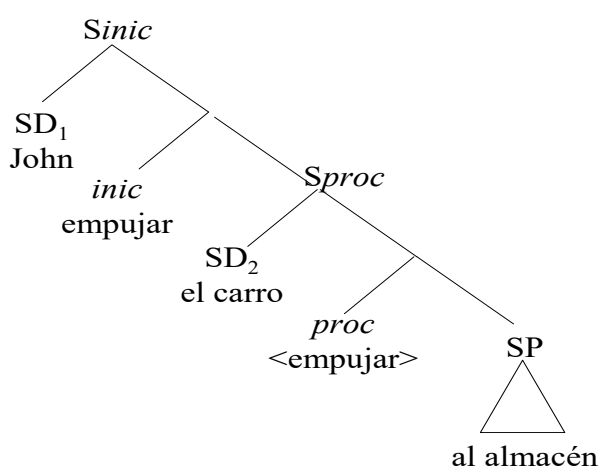 Sinic
SD₁
John
inic
empujar
Sproc
SD₂
el carro
proc
<empujar>
SP
al almacén